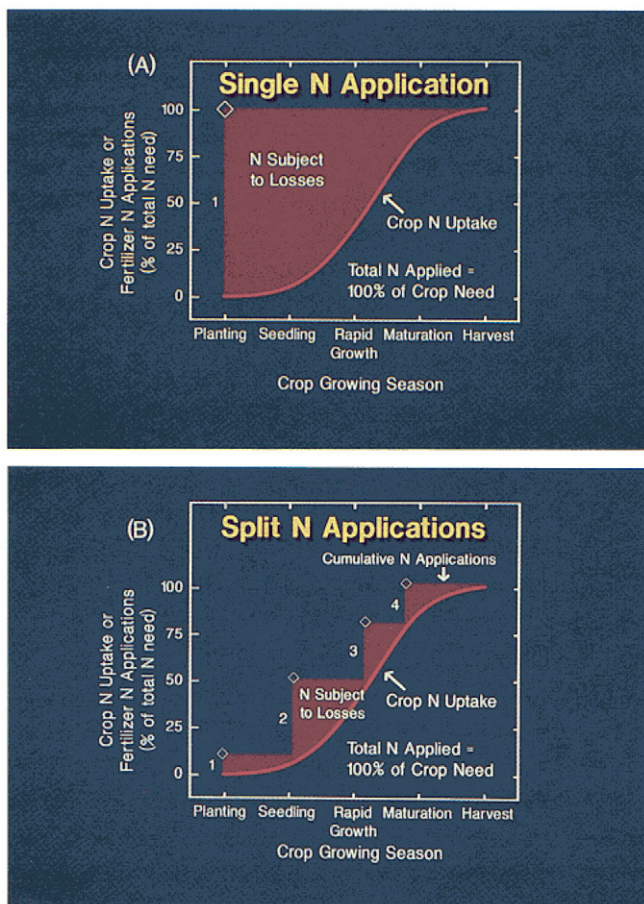 (A)
Single N Application
Crop N Uptake or
Fertilizer N Applications
(% of total N need)
100
75
50
25
0
1
N Subject
to Losses
Crop N Uptake
Total N Applied =
100% of Crop Need
Planting
Seedling
Rapid
Growth
Maturation
Harvest
Crop Growing Season
(B)
Split N Applications
Cumulative N Applications
Crop N Uptake or
Fertilizer N Applications
(% of total N need)
100
75
50
25
0
4
3
2
1
N Subject
to Losses
Crop N Uptake
Total N Applied =
100% of Crop Need
Planting
Seedling
Rapid
Growth
Maturation
Harvest
Crop Growing Season